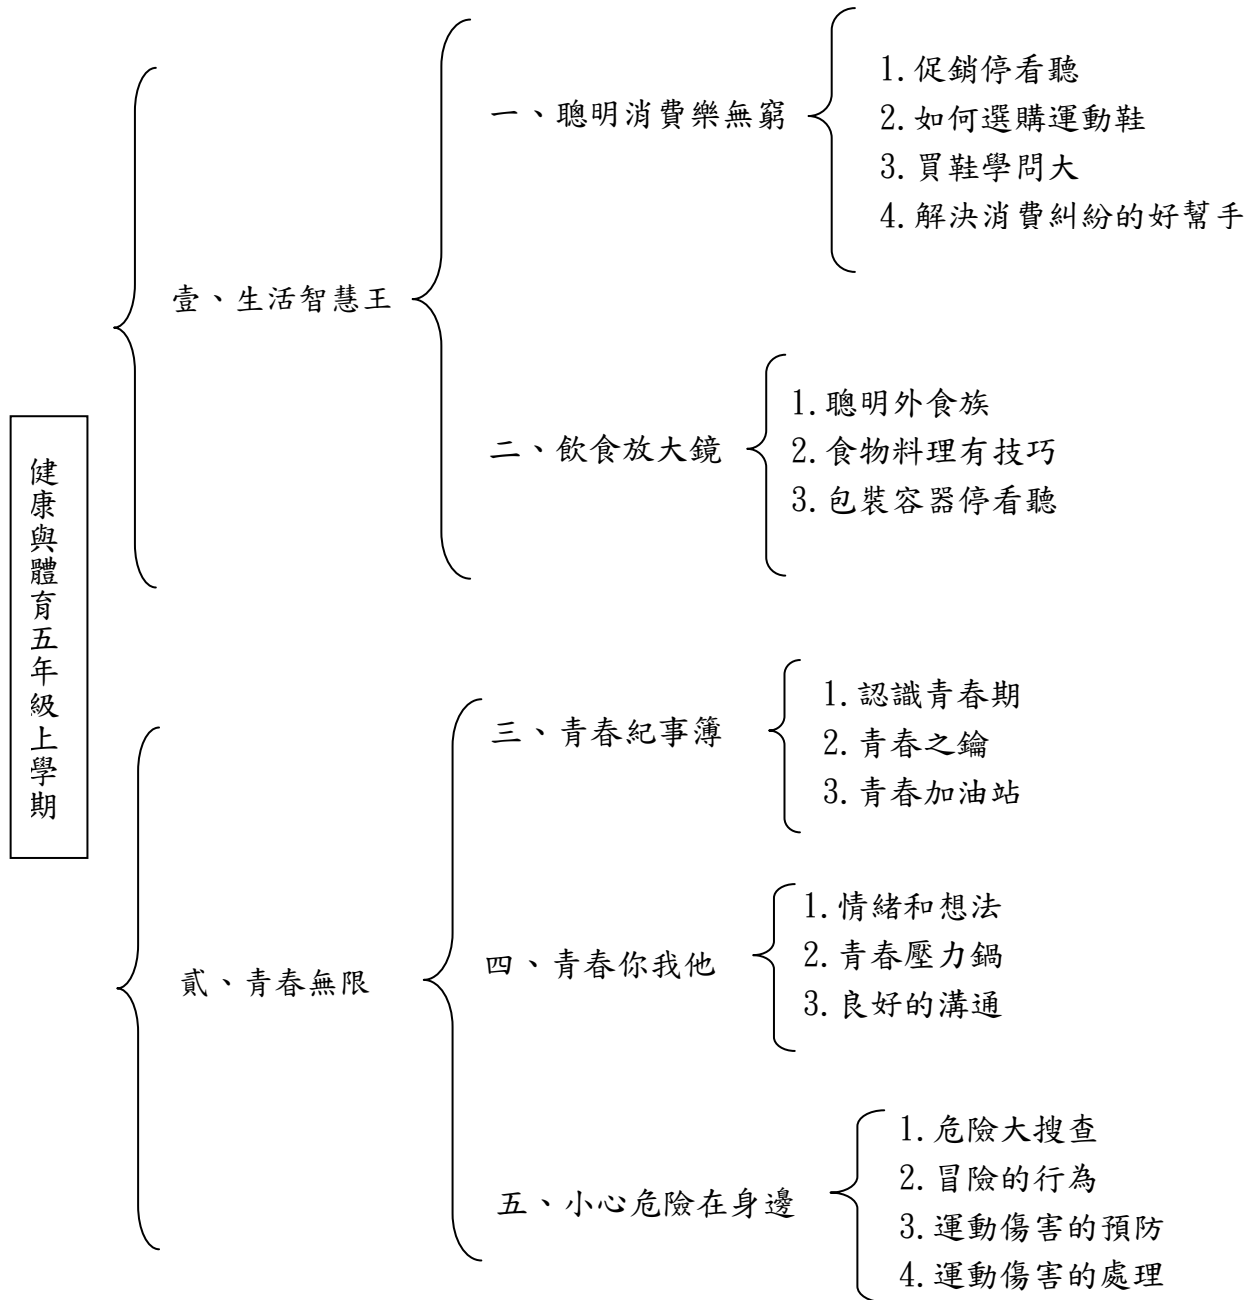 健康與體育五年級上學期
壹、生活智慧王
一、聰明消費樂無窮
1.促銷停看聽
2.如何選購運動鞋
3.買鞋學問大
4.解決消費糾紛的好幫手
二、飲食放大鏡
1.聰明外食族
2.食物料理有技巧
3.包裝容器停看聽
貳、青春無限
三、青春紀事簿
1.認識青春期
2.青春之鑰
3.青春加油站
四、青春你我他
1.情緒和想法
2.青春壓力鍋
3.良好的溝通
五、小心危險在身邊
1.危險大搜查
2.冒險的行為
3.運動傷害的預防
4.運動傷害的處理